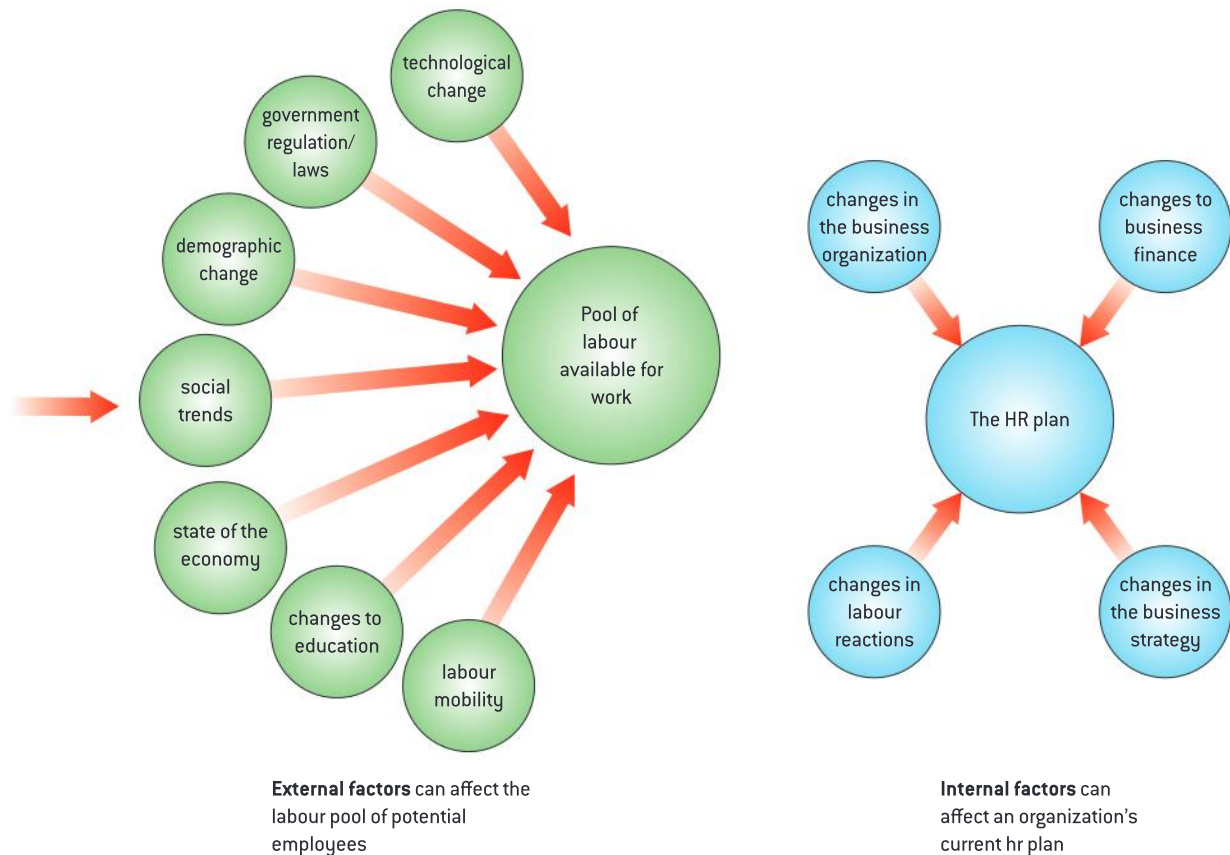 technological
change
government
regulation/
laws
demographic
change
social
trends
state of the
economy
changes to
education
labour
mobility
Pool of
labour
available for
work
External factors can affect the
labour pool of potential
employees
changes in
the business
organization
changes to
business
finance
The HR plan
changes in
labour
reactions
changes in
the business
strategy
Internal factors can
affect an organization's
current hr plan